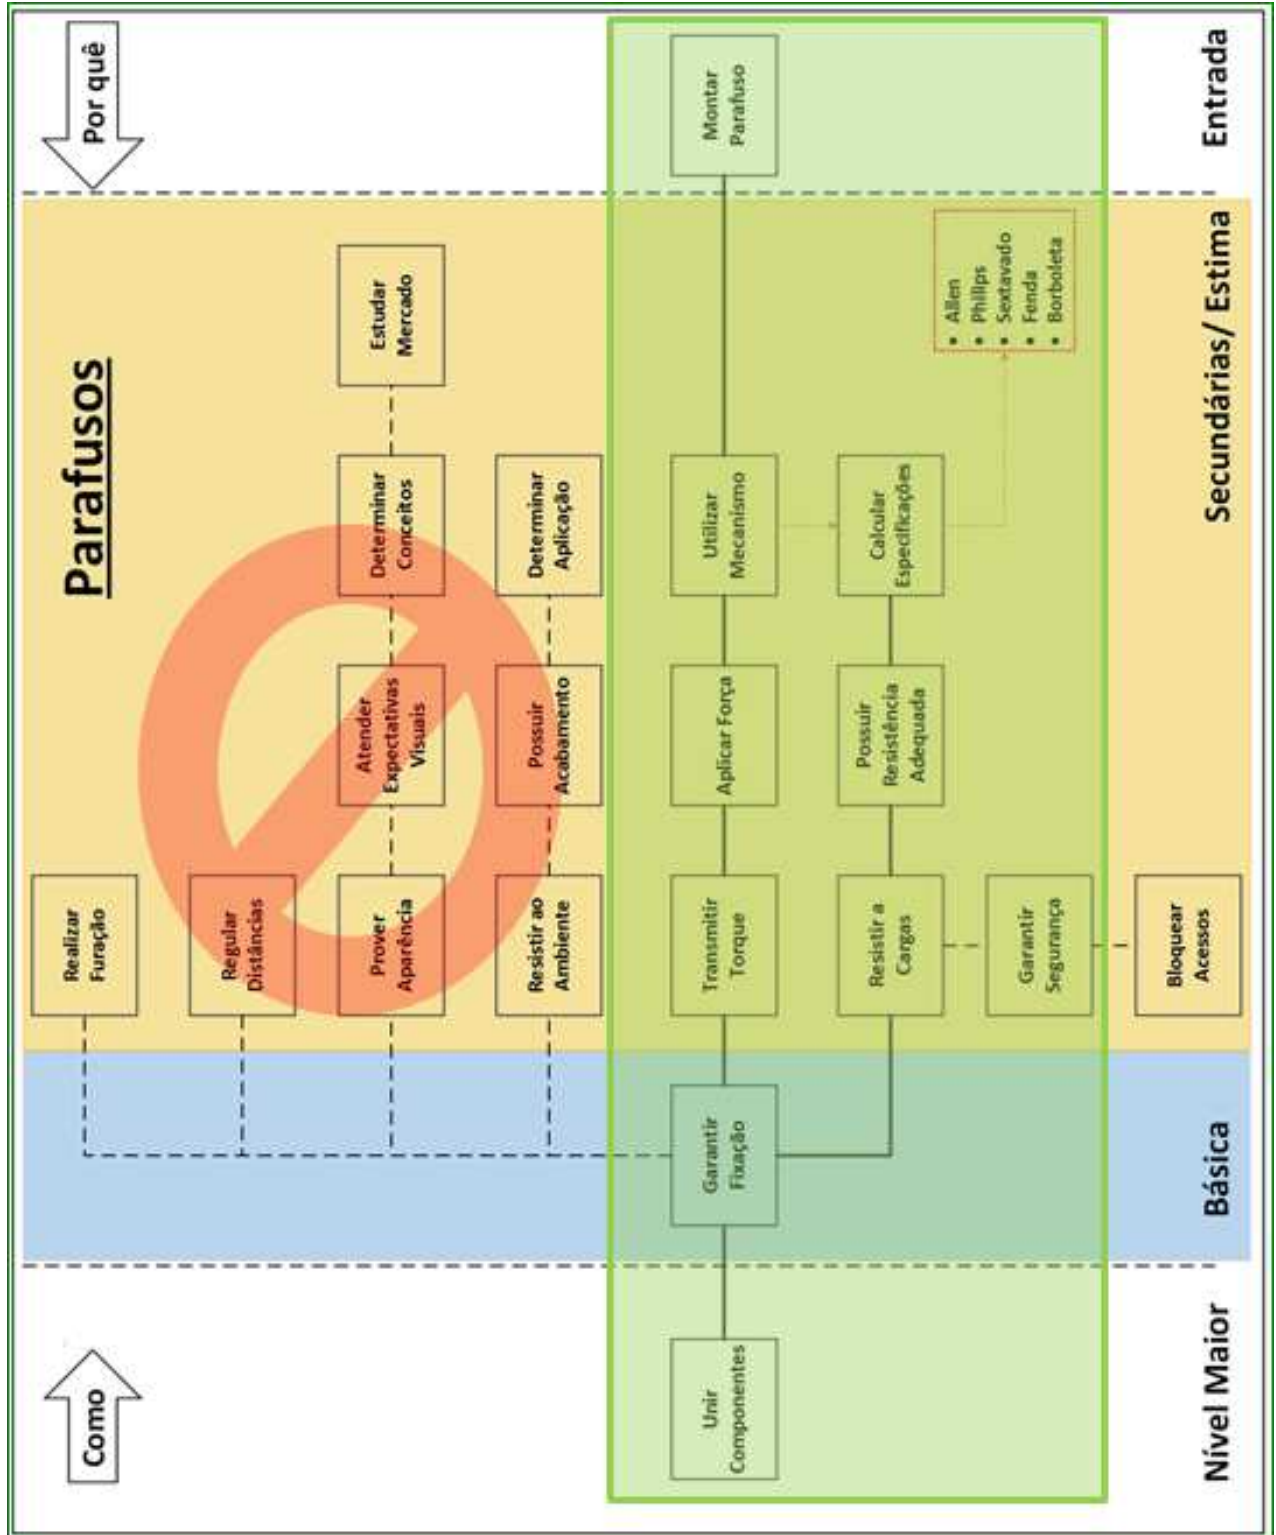 Como
Por quê
Parafusos
Realizar
Furação
Regular
Distâncias
Prover
Aparência
Atender
Expectativas
Visuais
Determinar
Conceitos
Estudar
Mercado
Resistir ao
Ambiente
Possuir
Acabamento
Determinar
Aplicação
Unir
Componentes
Garantir
Fixação
Transmitir
Torque
Aplicar Força
Utilizar
Mecanismo
Montar
Parafuso
Resistir a
Cargas
Possuir
Resistência
Adequada
Calcular
Especificações
• Allen
• Philips
• Sextavado
• Fenda
• Borboleta
Garantir
Segurança
Bloquear
Acessos
Nível Maior
Básica
Secundárias/ Estima
Entrada